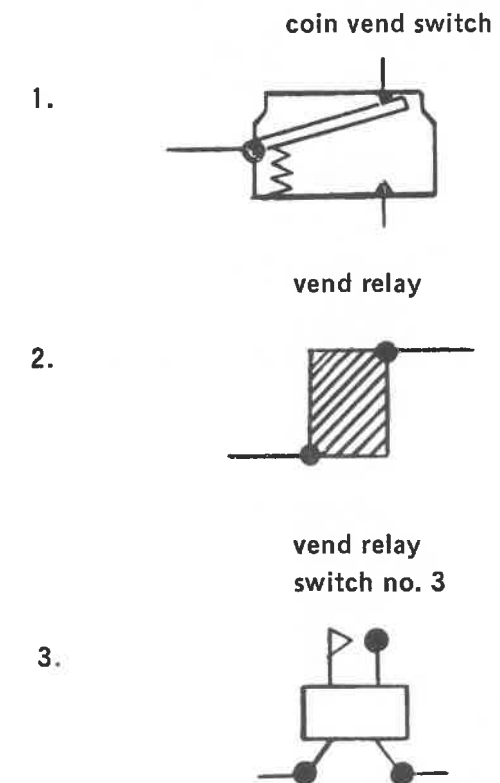 coin vend switch
1.
vend relay
2.
vend relay
switch no. 3
3.